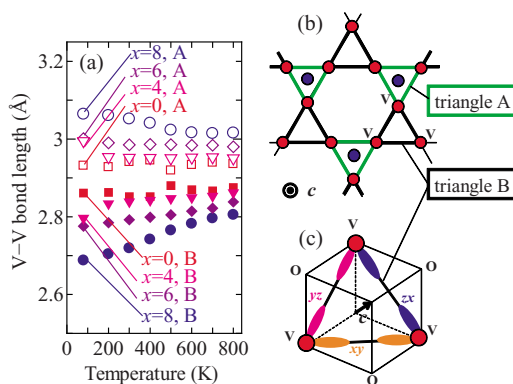 (a)
x=8, A
x=6, A
x=4, A
x=0, A
x=0, B
x=4, B
x=6, B
x=8, B
V−V bond length (Å)
3.2
3
2.8
2.6
0 200 400 600 800
Temperature (K)
(b)
V
V V
triangle A
triangle B
c
(c)
V
O O
yz zx
c
V V
xy
O